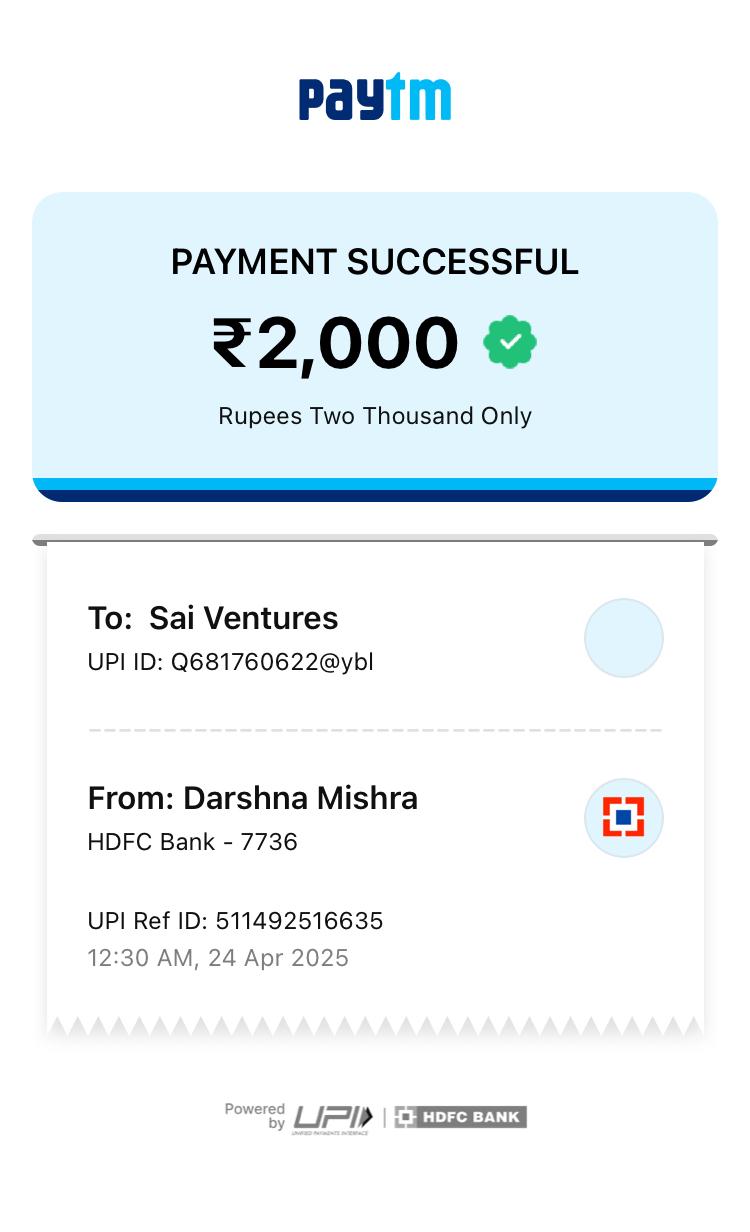 paytm
PAYMENT SUCCESSFUL
₹2,000
Rupees Two Thousand Only
To: Sai Ventures
UPI ID: Q681760622@ybl
From: Darshna Mishra
HDFC Bank - 7736
UPI Ref ID: 511492516635
12:30 AM, 24 Apr 2025
Powered by UPI | HDFC BANK
UNIFIED PAYMENTS INTERFACE